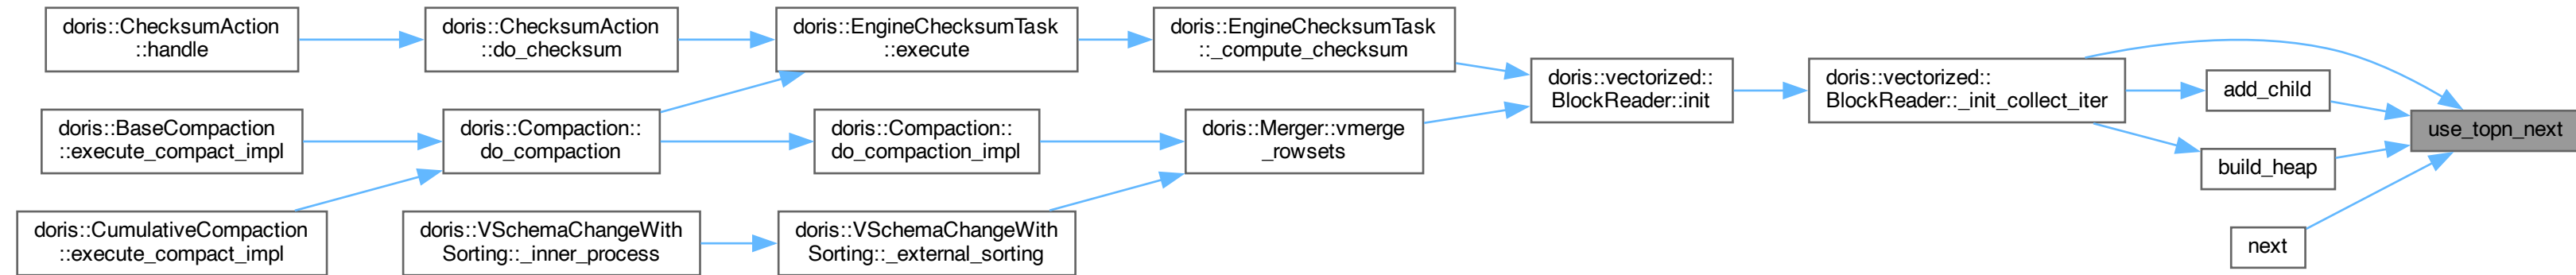 doris::ChecksumAction
::handle
doris::ChecksumAction
::do_checksum
doris::EngineChecksumTask
::execute
doris::EngineChecksumTask
::_compute_checksum
doris::BaseCompaction
::execute_compact_impl
doris::Compaction::
do_compaction
doris::Compaction::
do_compaction_impl
doris::Merger::vmerge
_rowsets
doris::CumulativeCompaction
::execute_compact_impl
doris::VSchemaChangeWith
Sorting::_inner_process
doris::VSchemaChangeWith
Sorting::_external_sorting
doris::vectorized::
BlockReader::init
doris::vectorized::
BlockReader::_init_collect_iter
add_child
build_heap
next
use_topn_next